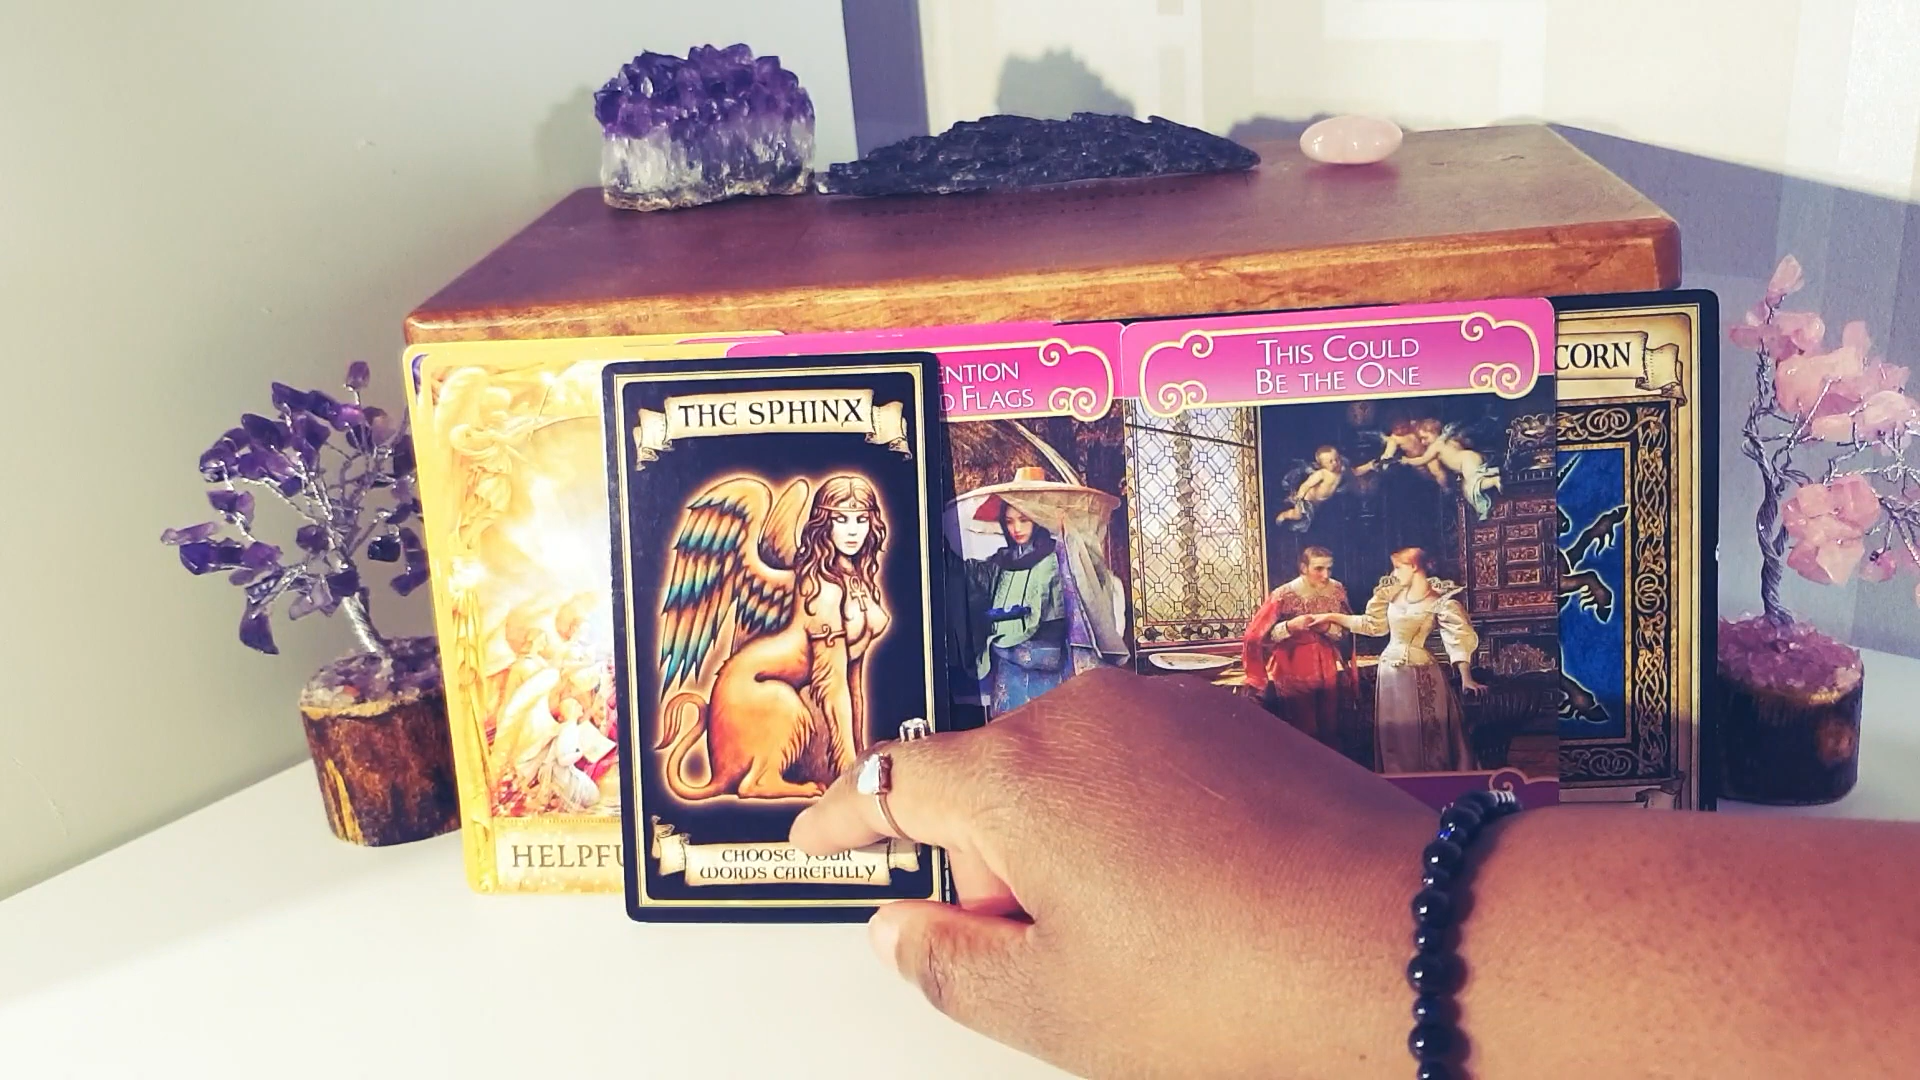 THE SPHINX
CHOOSE YOUR
WORDS CAREFULLY
HELPFU
ENTION
D FLAGS
THIS COULD
BE THE ONE
CORN